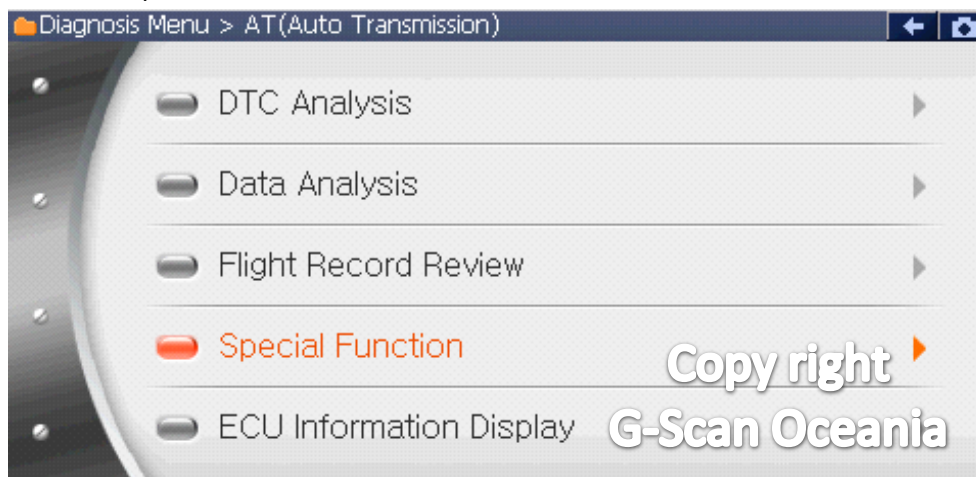 Diagnosis Menu > AT(Auto Transmission)
DTC Analysis
Data Analysis
Flight Record Review
Special Function
ECU Information Display
Copy right
G-Scan Oceania